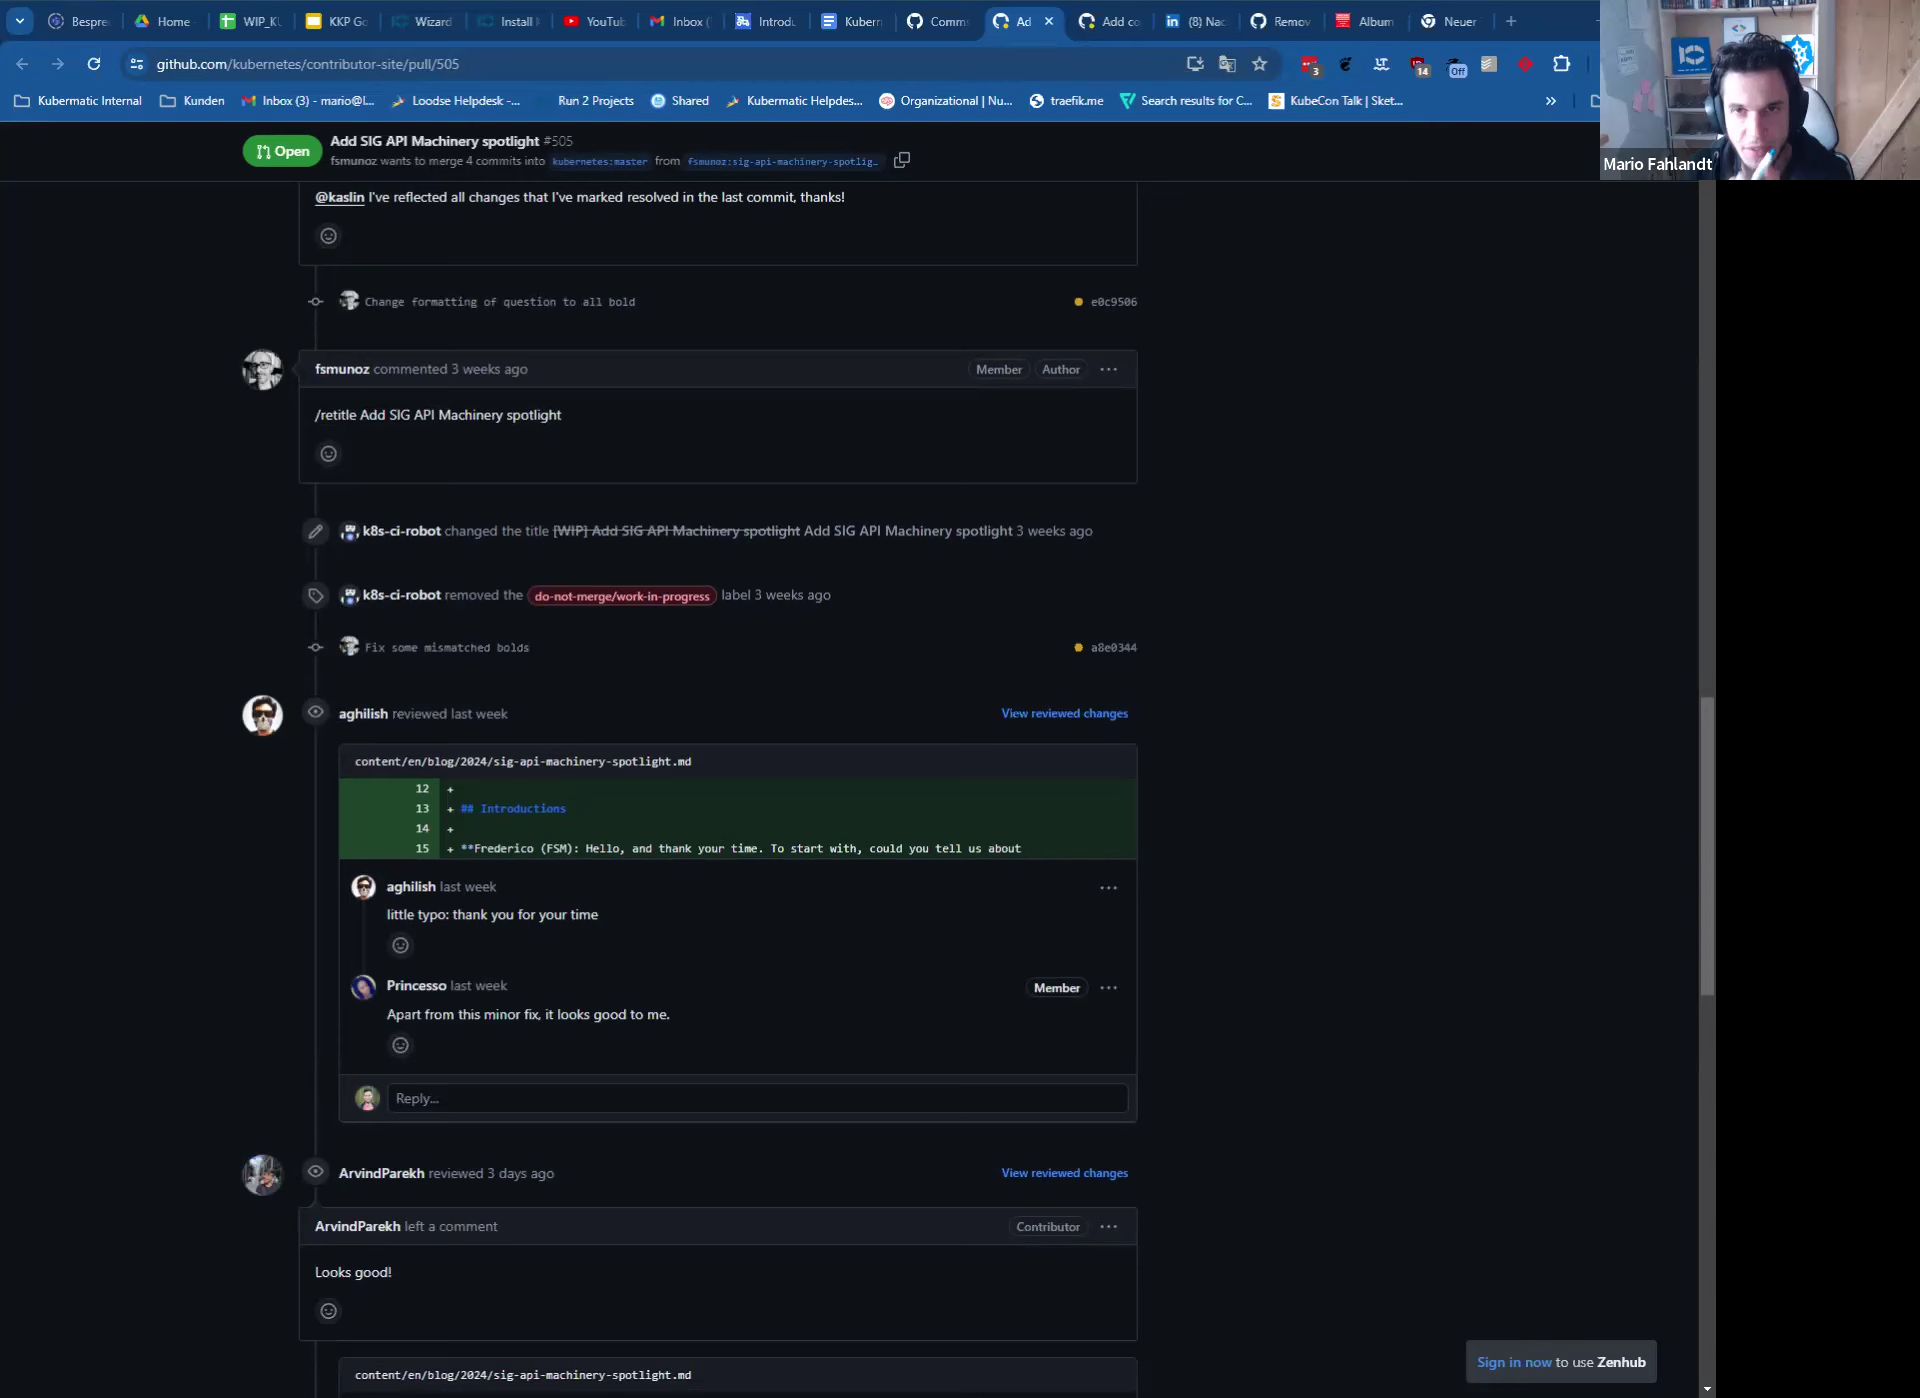 Bespre
Home
WIP_KU
KKP Go
Wizard
Install
YouTub
Inbox (
Introdu
Kubern
Comm
Ad
Add co
(8) Nac
Remov
Album
Neuer
github.com/kubernetes/contributor-site/pull/505
3
14
Off
Kubermatic Internal
Kunden
Inbox (3) - mario@l...
Loodse Helpdesk -...
Run 2 Projects
Shared
Kubermatic Helpdes...
Organizational | Nu...
traefik.me
Search results for C...
KubeCon Talk | Sket...
Mario Fahlandt
Open
Add SIG API Machinery spotlight #505
fsmunoz wants to merge 4 commits into kubernetes:master from fsmunoz:sig-api-machinery-spotlig…
@kaslin I've reflected all changes that I've marked resolved in the last commit, thanks!
Change formatting of question to all bold e0c9506
fsmunoz commented 3 weeks ago Member Author
/retitle Add SIG API Machinery spotlight
k8s-ci-robot changed the title [WIP] Add SIG API Machinery spotlight Add SIG API Machinery spotlight 3 weeks ago
k8s-ci-robot removed the do-not-merge/work-in-progress label 3 weeks ago
Fix some mismatched bolds a8e0344
aghilish reviewed last week View reviewed changes
content/en/blog/2024/sig-api-machinery-spotlight.md
12 +
13 + ## Introductions
14 +
15 + **Frederico (FSM): Hello, and thank your time. To start with, could you tell us about
aghilish last week
little typo: thank you for your time
Princesso last week Member
Apart from this minor fix, it looks good to me.
Reply...
ArvindParekh reviewed 3 days ago View reviewed changes
ArvindParekh left a comment Contributor
Looks good!
content/en/blog/2024/sig-api-machinery-spotlight.md
Sign in now to use Zenhub